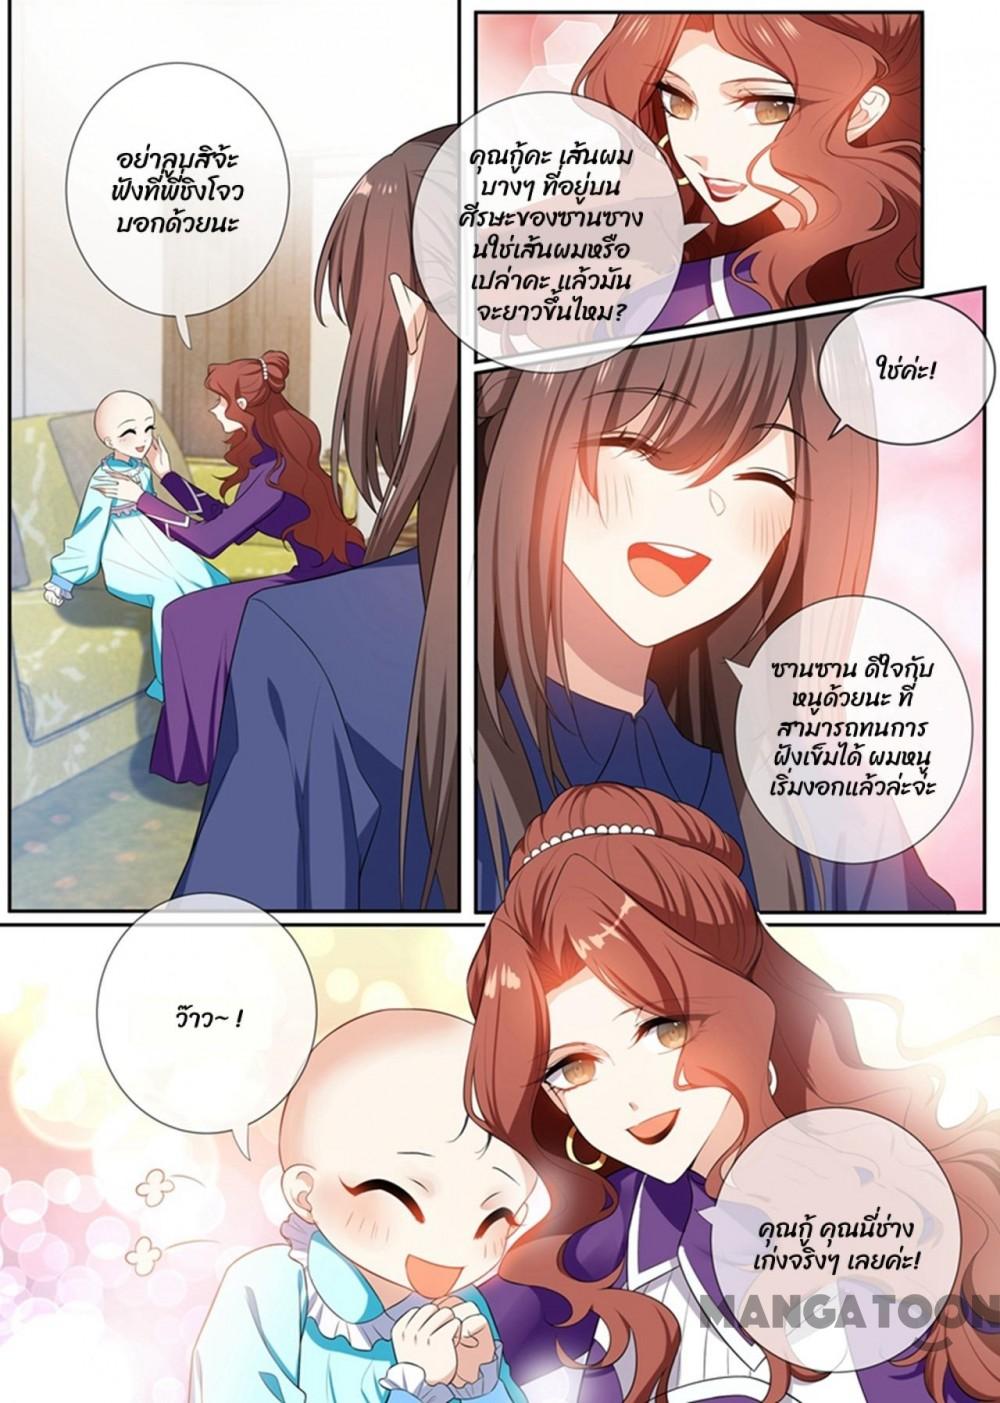 อย่าลูบสิจ้ะ
ฟังที่พี่ชิงโจว
บอกด้วยนะ
คุณกู้คะ เส้นผม
บางๆ ที่อยู่บน
ศีรษะของซานซาง
นใช่เส้นผมหรือ
เปล่าคะ แล้วมัน
จะยาวขึ้นไหม?
ใช่ค่ะ!
ซานซาน ดีใจกับ
หนูด้วยนะ ที่
สามารถทนการ
ฝังเข็มได้ ผมหนู
เริ่มงอกแล้วล่ะจ่ะ
ว๊าว~ !
คุณกู้ คุณนี่ช่าง
เก่งจริงๆ เลยค่ะ!
MANGATOON